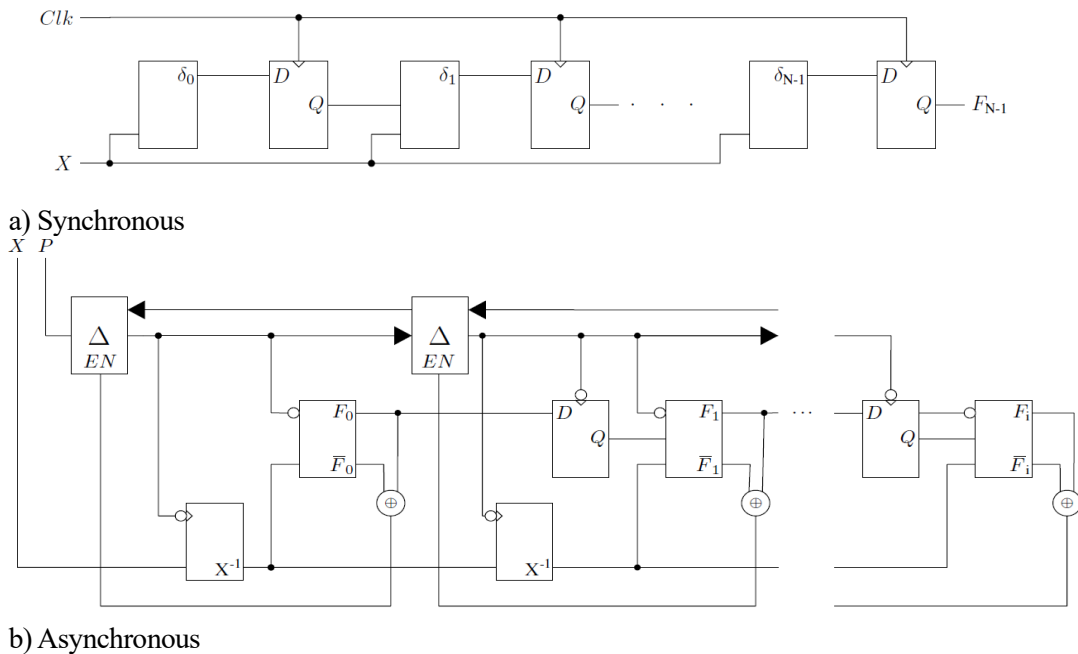 Clk
δ0 D δ1 D δN-1 D
Q Q · · · Q FN-1
X
a) Synchronous
X P
Δ Δ
EN EN
F0 D F1 ... D Fi
Q Q
F̅0 F̅1 F̅i
⊕ ⊕ ⊕
X-1 X-1
b) Asynchronous